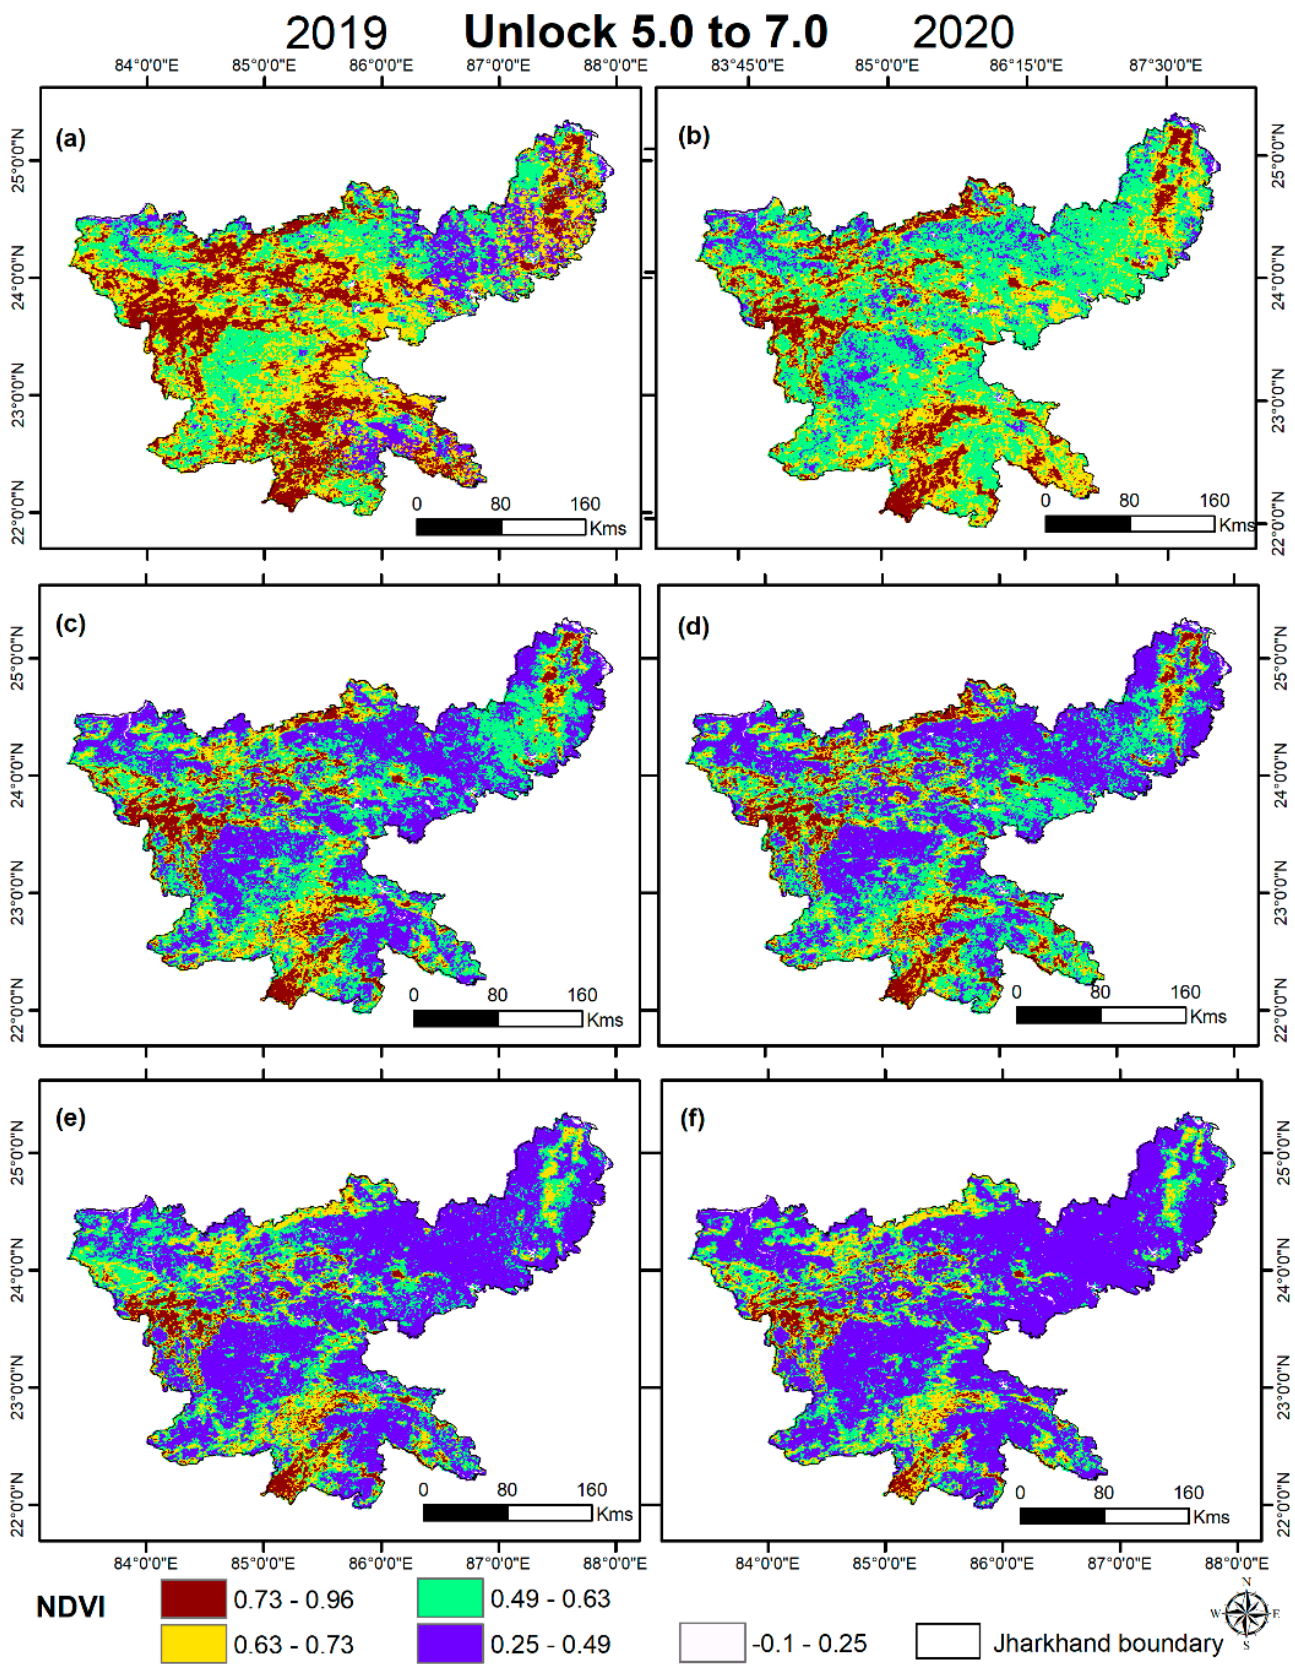 2019 Unlock 5.0 to 7.0 2020
84°0'0"E 85°0'0"E 86°0'0"E 87°0'0"E 88°0'0"E 83°45'0"E 85°0'0"E 86°15'0"E 87°30'0"E
(a) (b)
25°0'0"N 24°0'0"N 23°0'0"N 22°0'0"N
25°0'0"N 24°0'0"N 23°0'0"N 22°0'0"N
0 80 160
Kms
0 80 160
Kms
(c) (d)
25°0'0"N 24°0'0"N 23°0'0"N 22°0'0"N
25°0'0"N 24°0'0"N 23°0'0"N 22°0'0"N
0 80 160
Kms
0 80 160
Kms
(e) (f)
25°0'0"N 24°0'0"N 23°0'0"N 22°0'0"N
25°0'0"N 24°0'0"N 23°0'0"N 22°0'0"N
0 80 160
Kms
0 80 160
Kms
84°0'0"E 85°0'0"E 86°0'0"E 87°0'0"E 88°0'0"E 84°0'0"E 85°0'0"E 86°0'0"E 87°0'0"E 88°0'0"E
NDVI
0.73 - 0.96 0.49 - 0.63
0.63 - 0.73 0.25 - 0.49 -0.1 - 0.25 Jharkhand boundary
N
W E
S